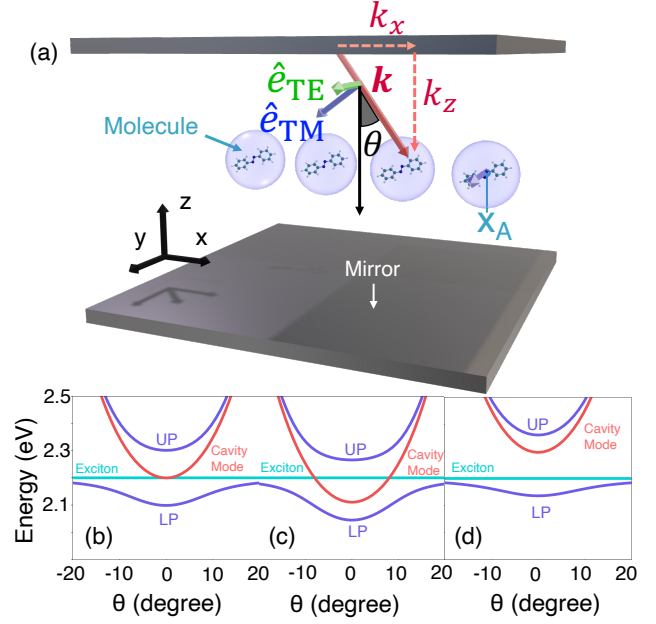 (a)
k_x
ê_TE
k
k_z
ê_TM
Molecule
θ
x_A
z
y
x
Mirror
Energy (eV)
2.5
2.3
2.1
UP
Cavity
Mode
Exciton
LP
(b)
UP
Cavity
Mode
Exciton
LP
(c)
UP
Cavity
Mode
Exciton
LP
(d)
-20 -10 0 10 20 -10 0 10 20 -10 0 10 20
θ (degree) θ (degree) θ (degree)